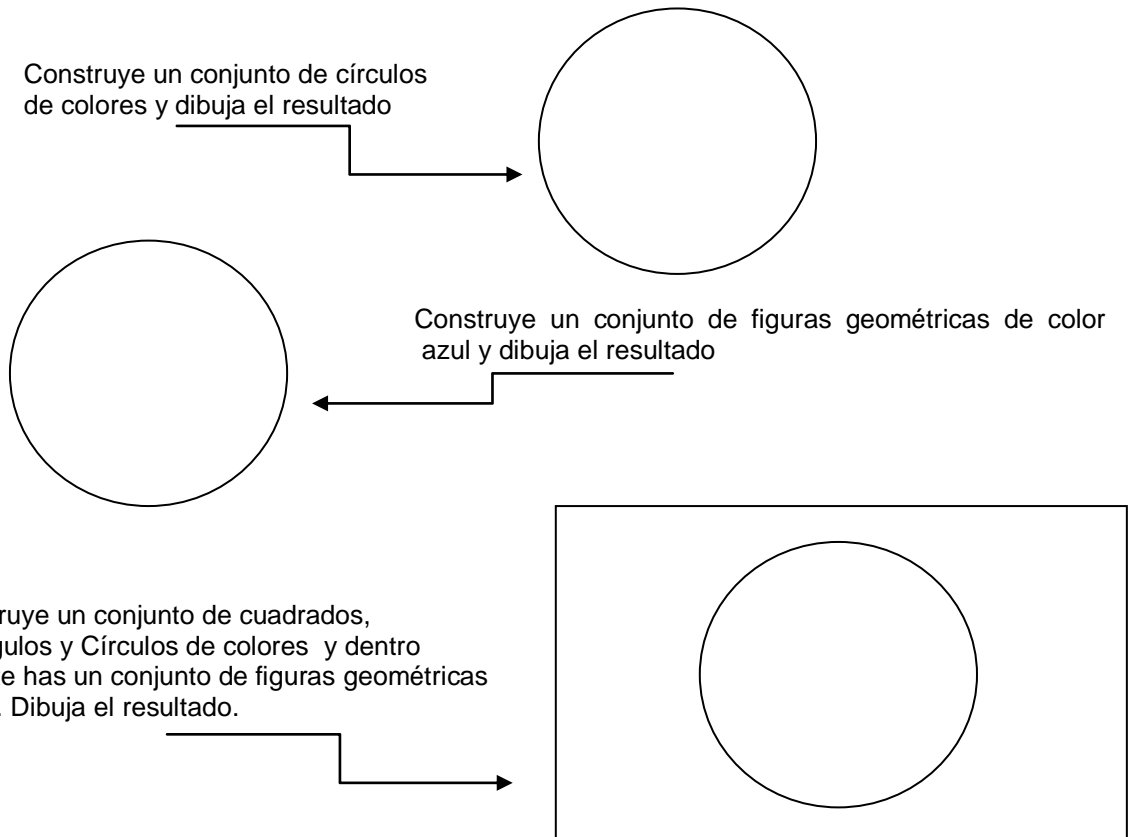 Construye un conjunto de círculos
de colores y dibuja el resultado
Construye un conjunto de figuras geométricas de color
azul y dibuja el resultado
ruye un conjunto de cuadrados,
gulos y Círculos de colores y dentro
e has un conjunto de figuras geométricas
. Dibuja el resultado.